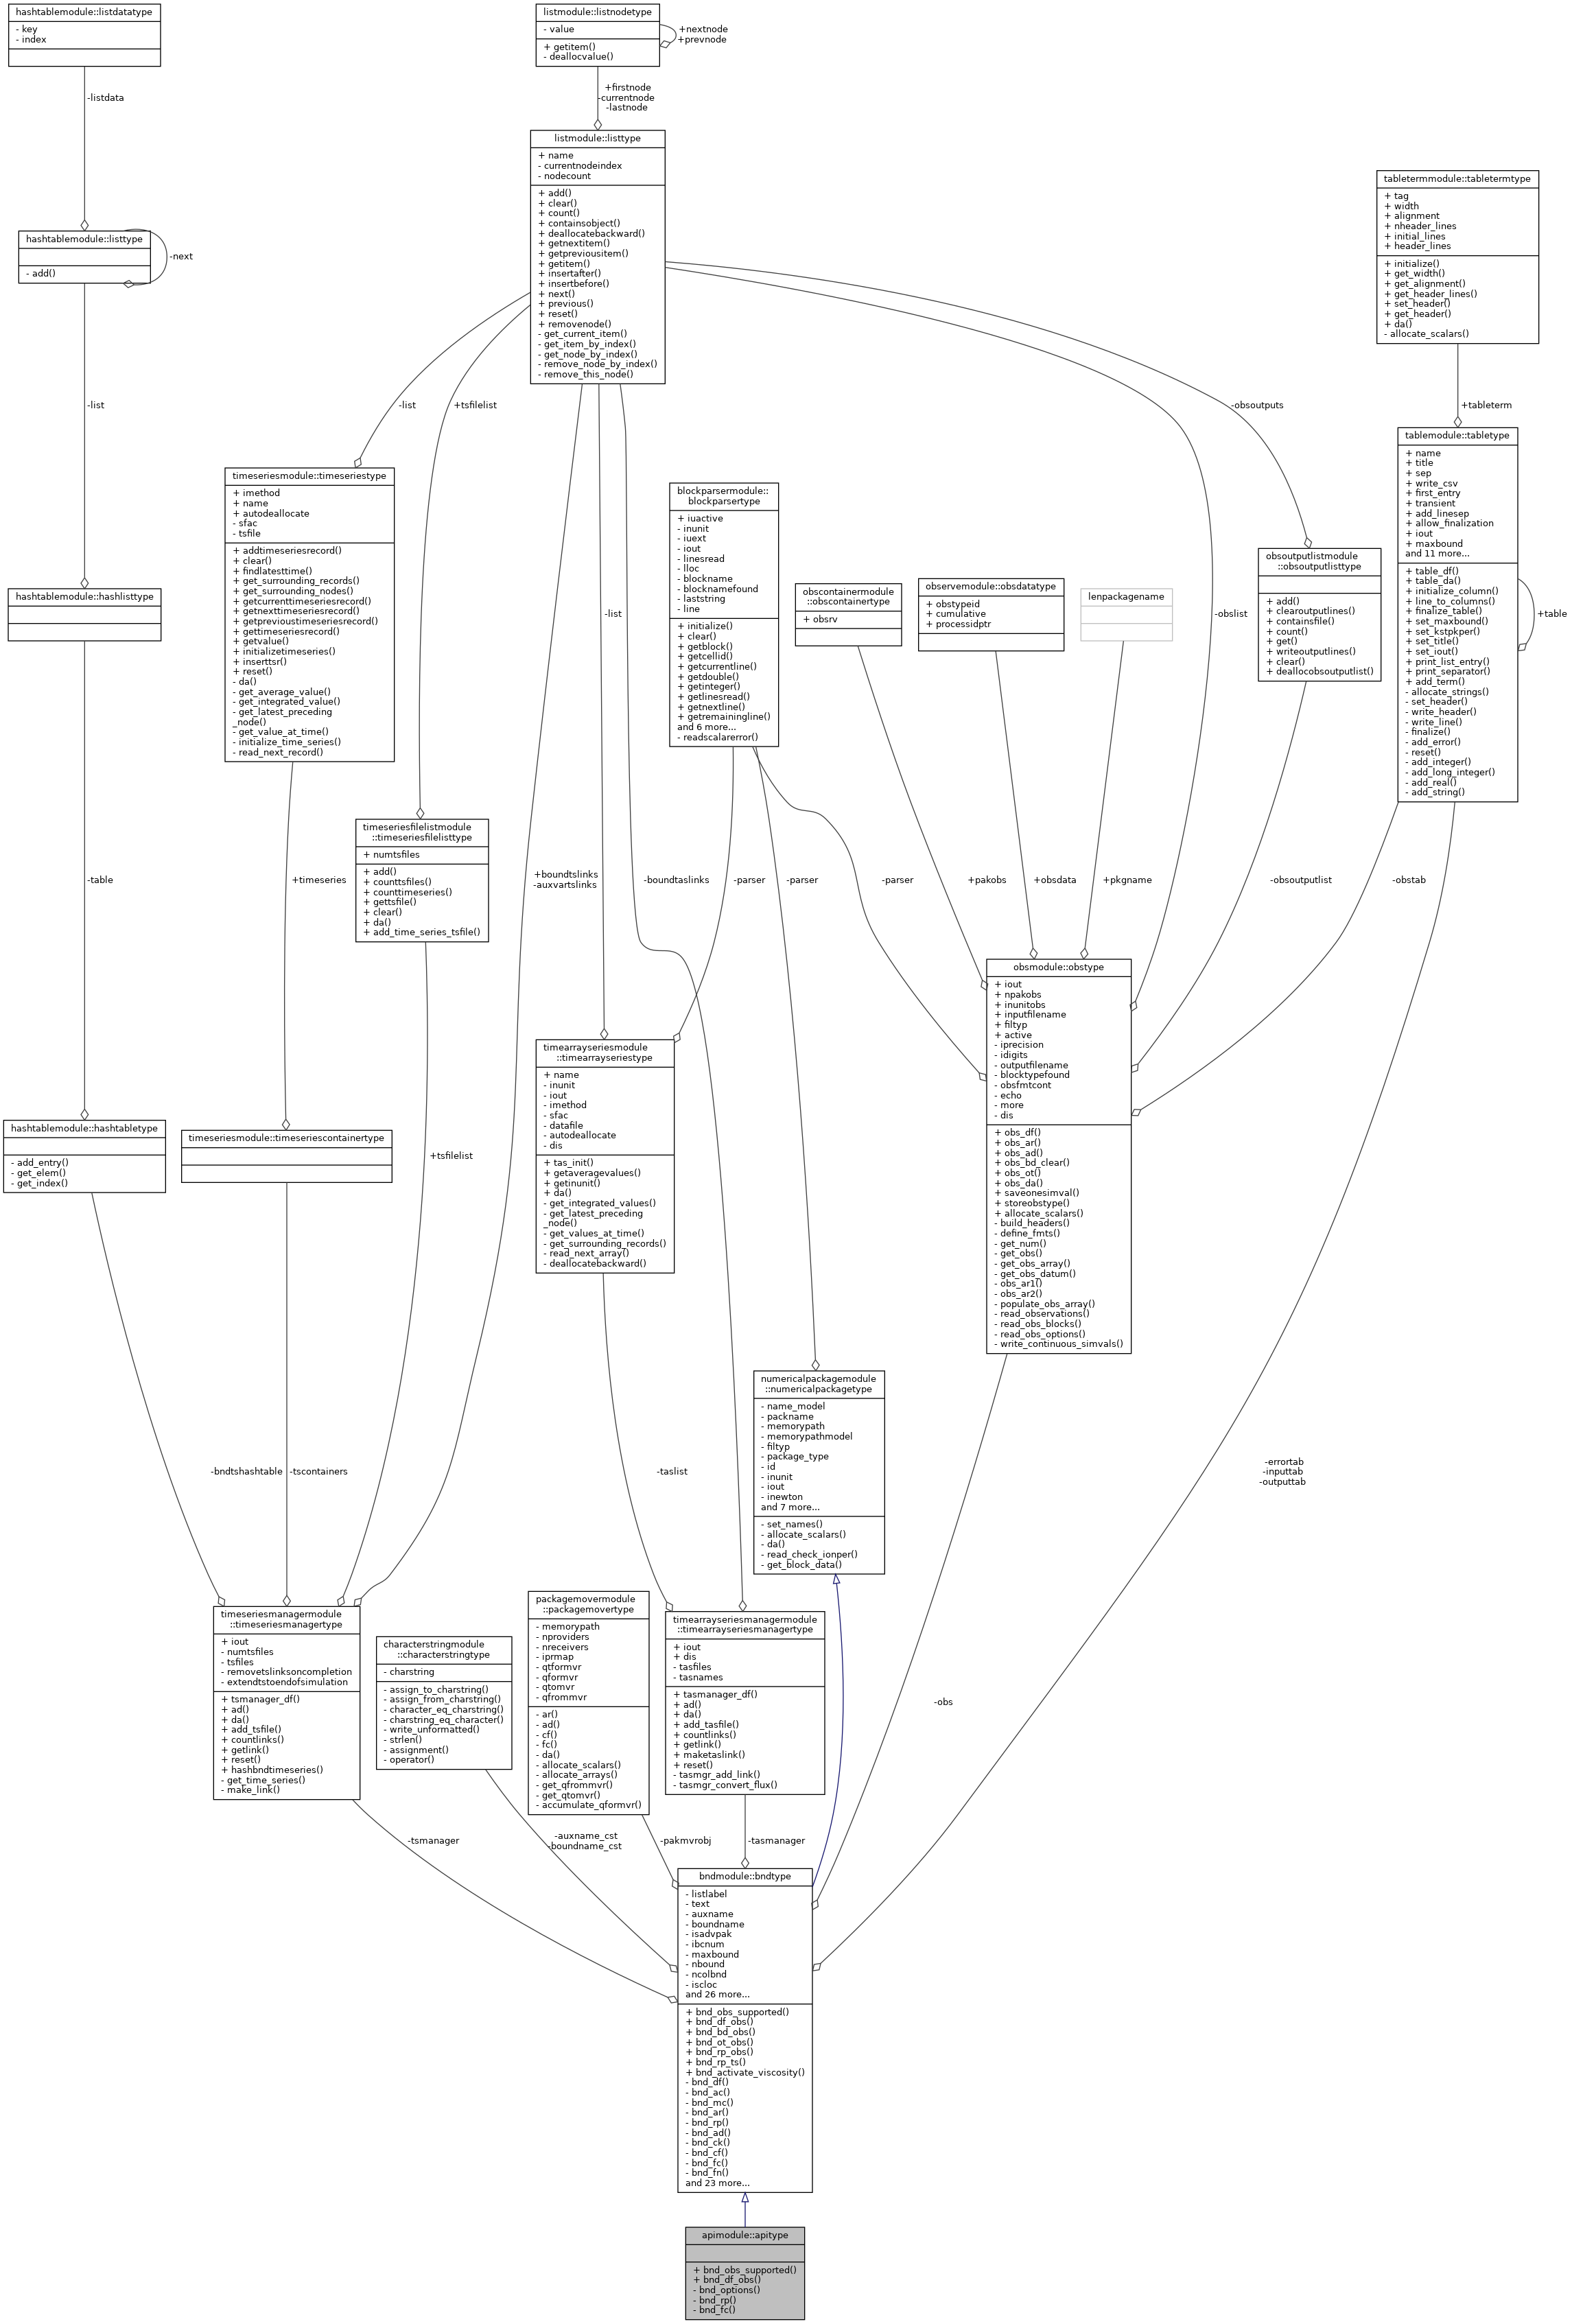 hashtablemodule::listdatatype
- key
- index
listmodule::listnodetype
- value
+ getitem()
- deallocvalue()
+nextnode
+prevnode
-listdata
+firstnode
-currentnode
-lastnode
listmodule::listtype
+ name
- currentnodeindex
- nodecount
+ add()
+ clear()
+ count()
+ containsobject()
+ deallocatebackward()
+ getnextitem()
+ getpreviousitem()
+ getitem()
+ insertafter()
+ insertbefore()
+ next()
+ previous()
+ reset()
+ removenode()
- get_current_item()
- get_item_by_index()
- get_node_by_index()
- remove_node_by_index()
- remove_this_node()
tabletermmodule::tabletermtype
+ tag
+ width
+ alignment
+ nheader_lines
+ initial_lines
+ header_lines
+ initialize()
+ get_width()
+ get_alignment()
+ get_header_lines()
+ set_header()
+ get_header()
+ da()
- allocate_scalars()
hashtablemodule::listtype
- add()
-next
-list
-list
+tsfilelist
-obsoutputs
+tableterm
tablemodule::tabletype
+ name
+ title
+ sep
+ write_csv
+ first_entry
+ transient
+ add_linesep
+ allow_finalization
+ iout
+ maxbound
and 11 more...
+ table_df()
+ table_da()
+ initialize_column()
+ line_to_columns()
+ finalize_table()
+ set_maxbound()
+ set_kstpkper()
+ set_title()
+ set_iout()
+ print_list_entry()
+ print_separator()
+ add_term()
- allocate_strings()
- set_header()
- write_header()
- write_line()
- finalize()
- add_error()
- reset()
- add_integer()
- add_long_integer()
- add_real()
- add_string()
+table
timeseriesmodule::timeseriestype
+ imethod
+ name
+ autodeallocate
- sfac
- tsfile
+ addtimeseriesrecord()
+ clear()
+ findlatesttime()
+ get_surrounding_records()
+ get_surrounding_nodes()
+ getcurrenttimeseriesrecord()
+ getnexttimeseriesrecord()
+ getprevioustimeseriesrecord()
+ gettimeseriesrecord()
+ getvalue()
+ initializetimeseries()
+ inserttsr()
+ reset()
- da()
- get_average_value()
- get_integrated_value()
- get_latest_preceding
_node()
- get_value_at_time()
- initialize_time_series()
- read_next_record()
blockparsermodule::
blockparsertype
+ iuactive
- inunit
- iuext
- iout
- linesread
- lloc
- blockname
- blocknamefound
- laststring
- line
+ initialize()
+ clear()
+ getblock()
+ getcellid()
+ getcurrentline()
+ getdouble()
+ getinteger()
+ getlinesread()
+ getnextline()
+ getremainingline()
and 6 more...
- readscalarerror()
obsoutputlistmodule
::obsoutputlisttype
+ add()
+ clearoutputlines()
+ containsfile()
+ count()
+ get()
+ writeoutputlines()
+ clear()
+ deallocobsoutputlist()
hashtablemodule::hashlisttype
obscontainermodule
::obscontainertype
+ obsrv
observemodule::obsdatatype
+ obstypeid
+ cumulative
+ processidptr
lenpackagename
-list
-obslist
timeseriesfilelistmodule
::timeseriesfilelisttype
+ numtsfiles
+ add()
+ counttsfiles()
+ counttimeseries()
+ gettsfile()
+ clear()
+ da()
+ add_time_series_tsfile()
-table
+timeseries
+boundtslinks
-auxvartslinks
-boundtaslinks
-parser
-parser
-parser
+pakobs
+obsdata
+pkgname
-obsoutputlist
-obstab
obsmodule::obstype
+ iout
+ npakobs
+ inunitobs
+ inputfilename
+ filtyp
+ active
- iprecision
- idigits
- outputfilename
- blocktypefound
- obsfmtcont
- echo
- more
- dis
+ obs_df()
+ obs_ar()
+ obs_ad()
+ obs_bd_clear()
+ obs_ot()
+ obs_da()
+ saveonesimval()
+ storeobstype()
+ allocate_scalars()
- build_headers()
- define_fmts()
- get_num()
- get_obs()
- get_obs_array()
- get_obs_datum()
- obs_ar1()
- obs_ar2()
- populate_obs_array()
- read_observations()
- read_obs_blocks()
- read_obs_options()
- write_continuous_simvals()
timearrayseriesmodule
::timearrayseriestype
+ name
- inunit
- iout
- imethod
- sfac
- datafile
- autodeallocate
- dis
+ tas_init()
+ getaveragevalues()
+ getinunit()
+ da()
- get_integrated_values()
- get_latest_preceding
_node()
- get_values_at_time()
- get_surrounding_records()
- read_next_array()
- deallocatebackward()
hashtablemodule::hashtabletype
- add_entry()
- get_elem()
- get_index()
timeseriesmodule::timeseriescontainertype
+tsfilelist
numericalpackagemodule
::numericalpackagetype
- name_model
- packname
- memorypath
- memorypathmodel
- filtyp
- package_type
- id
- inunit
- iout
- inewton
and 7 more...
- set_names()
- allocate_scalars()
- da()
- read_check_ionper()
- get_block_data()
-bndtshashtable
-tscontainers
-taslist
-errortab
-inputtab
-outputtab
timeseriesmanagermodule
::timeseriesmanagertype
+ iout
- numtsfiles
- tsfiles
- removetslinksoncompletion
- extendtstoendofsimulation
+ tsmanager_df()
+ ad()
+ da()
+ add_tsfile()
+ countlinks()
+ getlink()
+ reset()
+ hashbndtimeseries()
- get_time_series()
- make_link()
characterstringmodule
::characterstringtype
- charstring
- assign_to_charstring()
- assign_from_charstring()
- character_eq_charstring()
- charstring_eq_character()
- write_unformatted()
- strlen()
- assignment()
- operator()
packagemovermodule
::packagemovertype
- memorypath
- nproviders
- nreceivers
- iprmap
- qtformvr
- qformvr
- qtomvr
- qfrommvr
- ar()
- ad()
- cf()
- fc()
- da()
- allocate_scalars()
- allocate_arrays()
- get_qfrommvr()
- get_qtomvr()
- accumulate_qformvr()
timearrayseriesmanagermodule
::timearrayseriesmanagertype
+ iout
+ dis
- tasfiles
- tasnames
+ tasmanager_df()
+ ad()
+ da()
+ add_tasfile()
+ countlinks()
+ getlink()
+ maketaslink()
+ reset()
- tasmgr_add_link()
- tasmgr_convert_flux()
-obs
-tsmanager
-auxname_cst
-boundname_cst
-pakmvrobj
-tasmanager
bndmodule::bndtype
- listlabel
- text
- auxname
- boundname
- isadvpak
- ibcnum
- maxbound
- nbound
- ncolbnd
- iscloc
and 26 more...
+ bnd_obs_supported()
+ bnd_df_obs()
+ bnd_bd_obs()
+ bnd_ot_obs()
+ bnd_rp_obs()
+ bnd_rp_ts()
+ bnd_activate_viscosity()
- bnd_df()
- bnd_ac()
- bnd_mc()
- bnd_ar()
- bnd_rp()
- bnd_ad()
- bnd_ck()
- bnd_cf()
- bnd_fc()
- bnd_fn()
and 23 more...
apimodule::apitype
+ bnd_obs_supported()
+ bnd_df_obs()
- bnd_options()
- bnd_rp()
- bnd_fc()